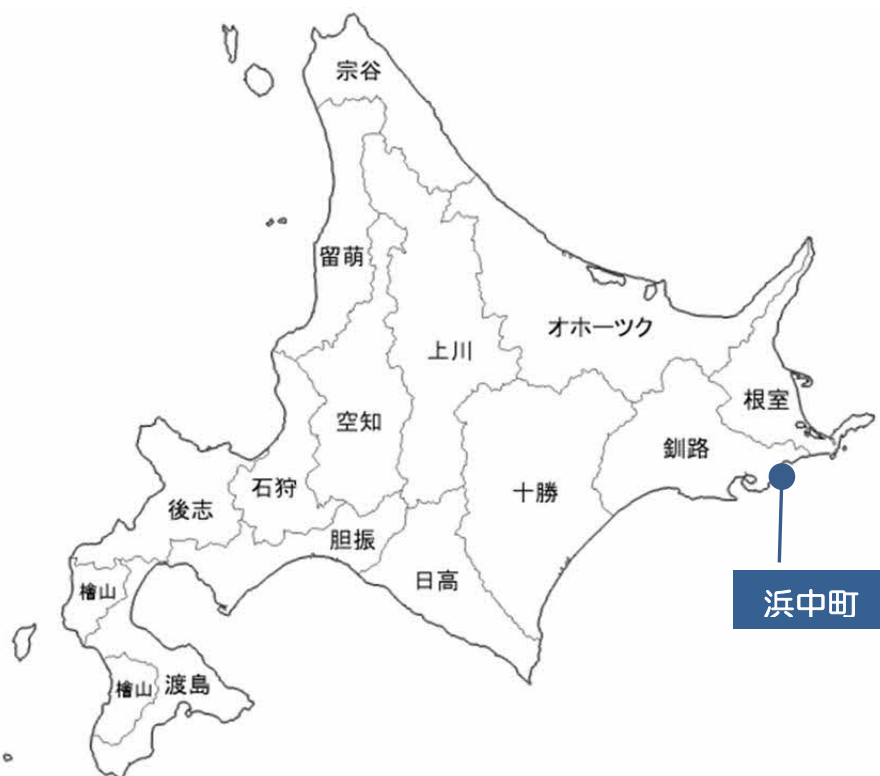 宗谷
留萌
オホーツク
上川
根室
空知
釧路
石狩
十勝
後志
胆振
日高
檜山
浜中町
檜山
渡島